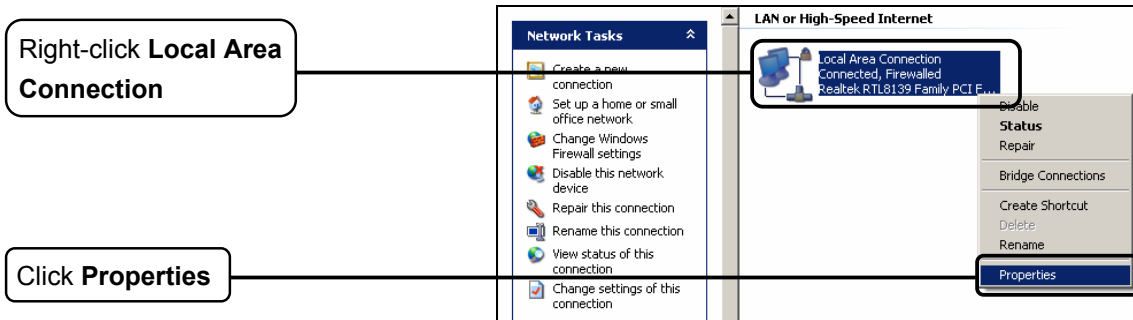 Right-click Local Area
Connection
Click Properties
Network Tasks
Create a new
connection
Set up a home or small
office network
Change Windows
Firewall settings
Disable this network
device
Repair this connection
Rename this connection
View status of this
connection
Change settings of this
connection
LAN or High-Speed Internet
Local Area Connection
Connected, Firewalled
Realtek RTL8139 Family PCI F...
Disable
Status
Repair
Bridge Connections
Create Shortcut
Delete
Rename
Properties